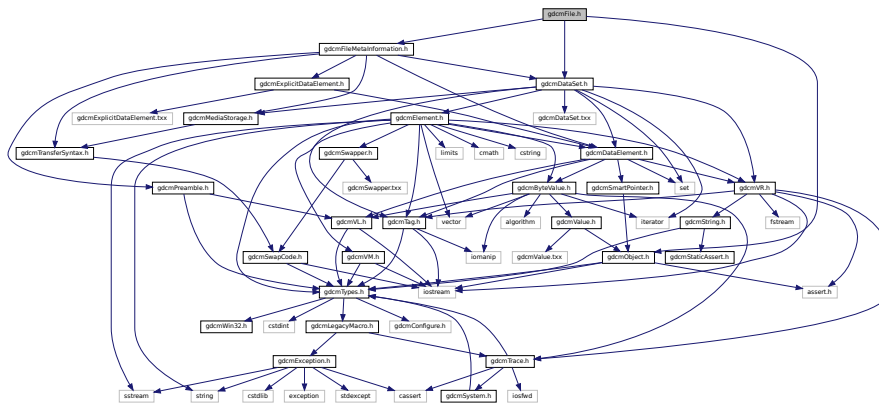 gdcmFile.h
gdcmFileMetaInformation.h
gdcmExplicitDataElement.h
gdcmDataSet.h
gdcmExplicitDataElement.txx
gdcmMediaStorage.h
gdcmElement.h
gdcmDataSet.txx
gdcmTransferSyntax.h
gdcmSwapper.h
limits
cmath
cstring
gdcmDataElement.h
gdcmPreamble.h
gdcmSwapper.txx
gdcmByteValue.h
gdcmSmartPointer.h
set
gdcmVR.h
gdcmVL.h
gdcmTag.h
vector
algorithm
gdcmValue.h
iterator
gdcmString.h
fstream
gdcmSwapCode.h
gdcmVM.h
iomanip
gdcmValue.txx
gdcmObject.h
gdcmStaticAssert.h
gdcmTypes.h
iostream
assert.h
gdcmWin32.h
cstdint
gdcmLegacyMacro.h
gdcmConfigure.h
gdcmException.h
gdcmTrace.h
sstream
string
cstdlib
exception
stdexcept
cassert
gdcmSystem.h
iosfwd